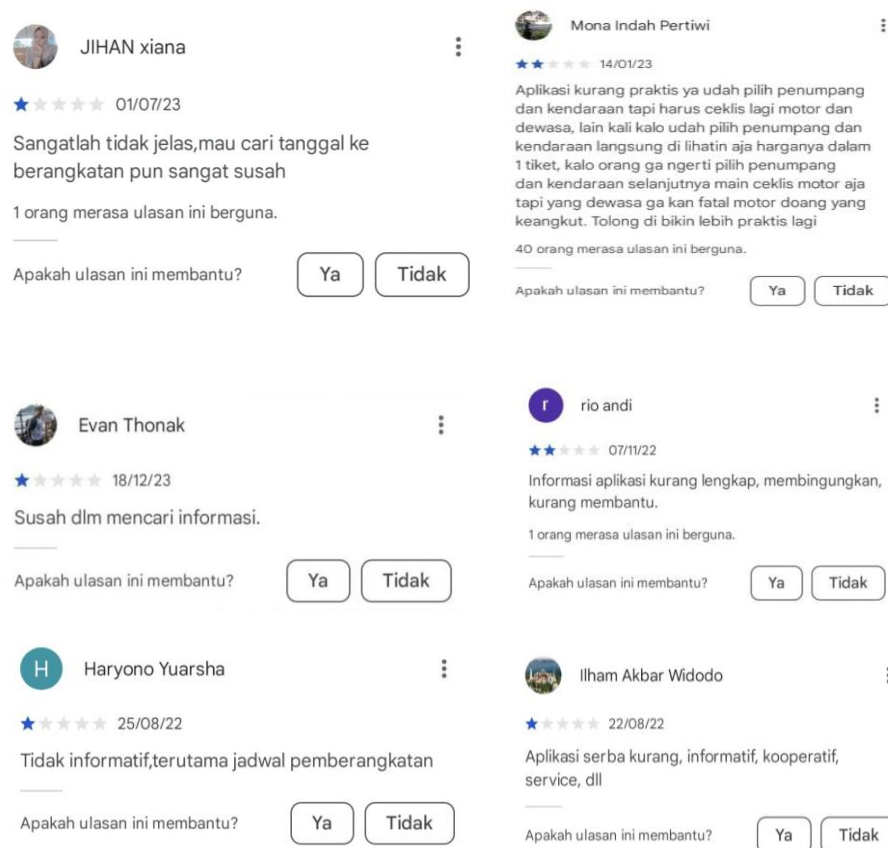 JIHAN xiana
01/07/23
Sangatlah tidak jelas,mau cari tanggal ke
berangkatan pun sangat susah
1 orang merasa ulasan ini berguna.
Apakah ulasan ini membantu?
Ya
Tidak
Mona Indah Pertiwi
14/01/23
Aplikasi kurang praktis ya udah pilih penumpang
dan kendaraan tapi harus ceklis lagi motor dan
dewasa, lain kali kalo udah pilih penumpang dan
kendaraan langsung di lihatin aja harganya dalam
1 tiket, kalo orang ga ngerti pilih penumpang
dan kendaraan selanjutnya main ceklis motor aja
tapi yang dewasa ga kan fatal motor doang yang
keangkut. Tolong di bikin lebih praktis lagi
40 orang merasa ulasan ini berguna.
Apakah ulasan ini membantu?
Ya
Tidak
Evan Thonak
18/12/23
Susah dlm mencari informasi.
Apakah ulasan ini membantu?
Ya
Tidak
r
rio andi
07/11/22
Informasi aplikasi kurang lengkap, membingungkan,
kurang membantu.
1 orang merasa ulasan ini berguna.
Apakah ulasan ini membantu?
Ya
Tidak
H
Haryono Yuarsha
25/08/22
Tidak informatif,terutama jadwal pemberangkatan
Apakah ulasan ini membantu?
Ya
Tidak
Ilham Akbar Widodo
22/08/22
Aplikasi serba kurang, informatif, kooperatif,
service, dll
Apakah ulasan ini membantu?
Ya
Tidak